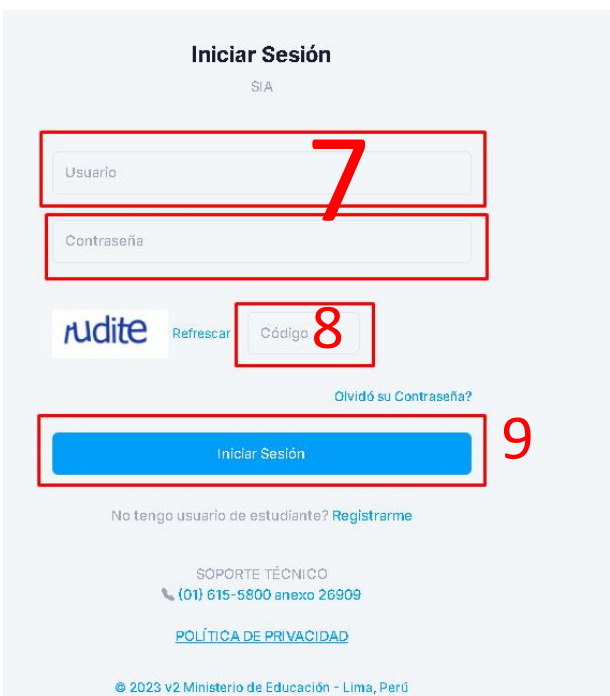 Iniciar Sesión
SIA
7
Usuario
Contraseña
rudite Refrescar Código 8
Olvidó su Contraseña?
Iniciar Sesión 9
No tengo usuario de estudiante? Registrarme
SOPORTE TÉCNICO
(01) 615-5800 anexo 26909
POLÍTICA DE PRIVACIDAD
© 2023 v2 Ministerio de Educación - Lima, Perú